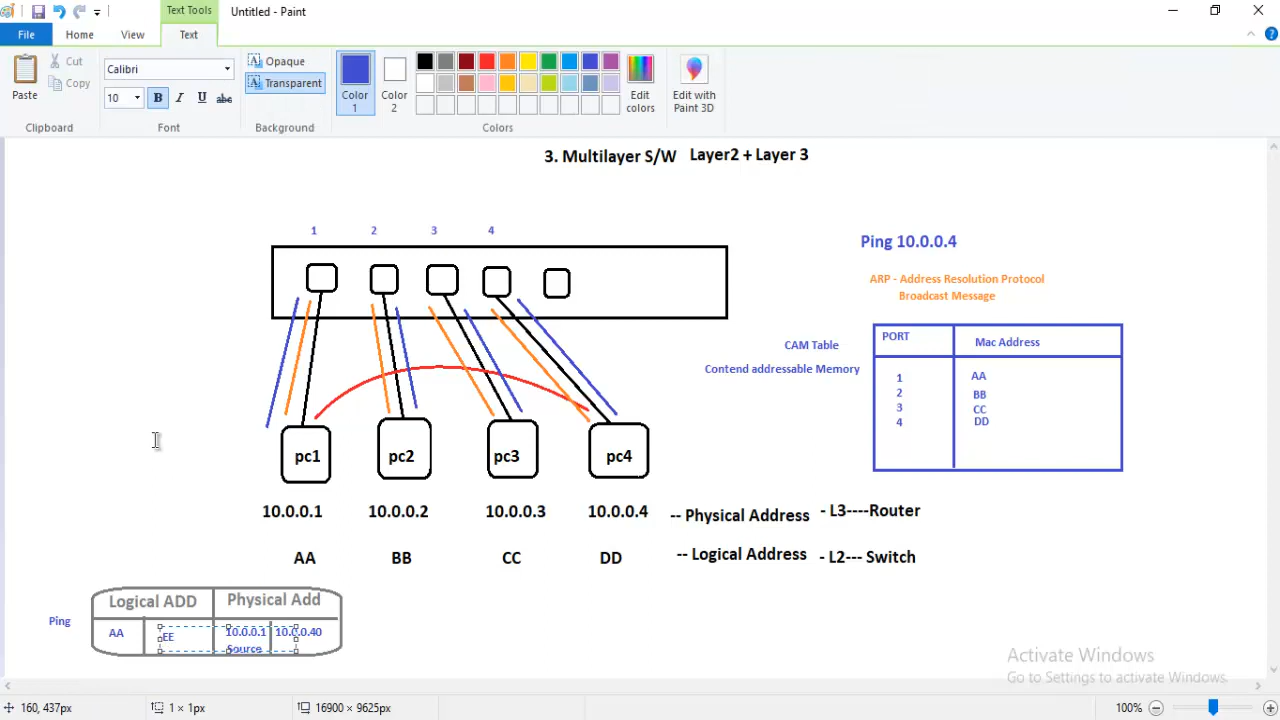 Text Tools
Untitled - Paint
File
Home
View
Text
Paste
Cut
Copy
Clipboard
Calibri
10
B
I
U
abc
Font
Opaque
Transparent
Background
Color
1
Color
2
Colors
Edit
colors
Edit with
Paint 3D
3. Multilayer S/W Layer2 + Layer 3
1 2 3 4
Ping 10.0.0.4
ARP - Address Resolution Protocol
Broadcast Message
CAM Table
Contend addressable Memory
PORT Mac Address
1 AA
2 BB
3 CC
4 DD
pc1 pc2 pc3 pc4
10.0.0.1 10.0.0.2 10.0.0.3 10.0.0.4 -- Physical Address - L3----Router
AA BB CC DD -- Logical Address - L2--- Switch
Ping
Logical ADD Physical Add
AA EE 10.0.0.1 10.0.0.40
Source
Activate Windows
Go to Settings to activate Windows.
160, 437px
1 × 1px
16900 × 9625px
100%